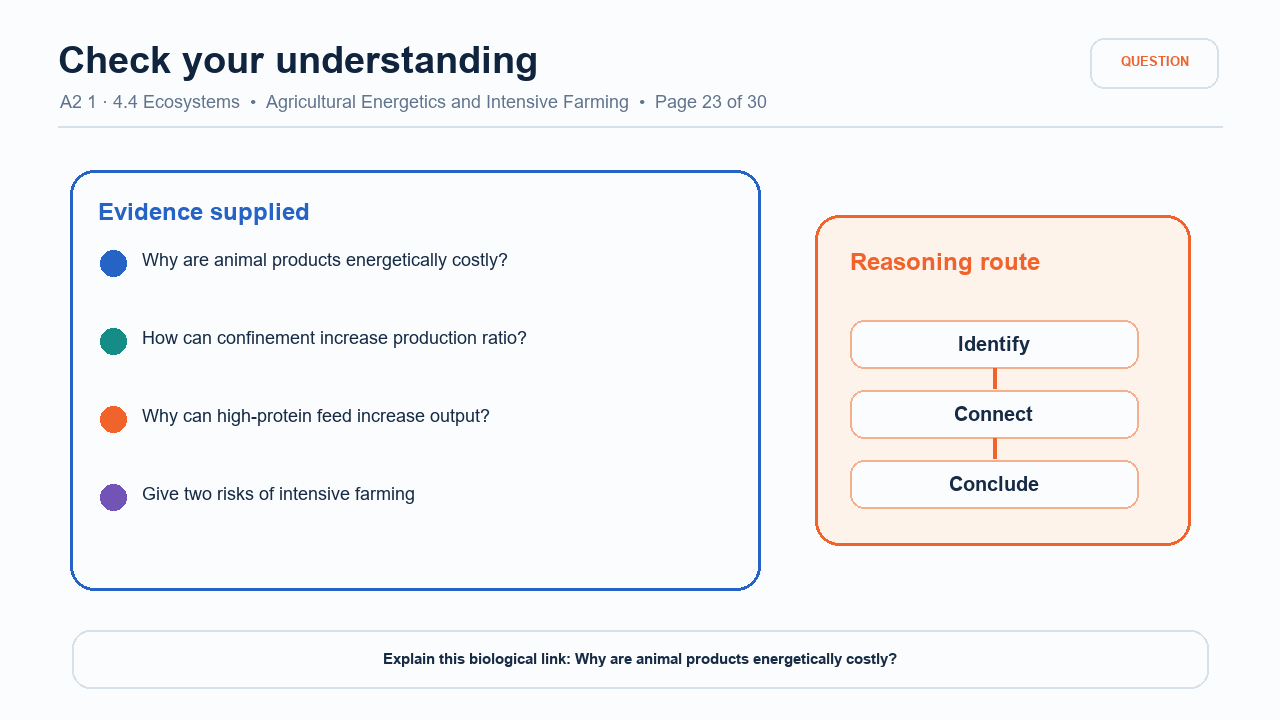 Check your understanding
QUESTION
A2 1 · 4.4 Ecosystems • Agricultural Energetics and Intensive Farming • Page 23 of 30
Evidence supplied
Why are animal products energetically costly?
How can confinement increase production ratio?
Why can high-protein feed increase output?
Give two risks of intensive farming
Reasoning route
Identify
Connect
Conclude
Explain this biological link: Why are animal products energetically costly?